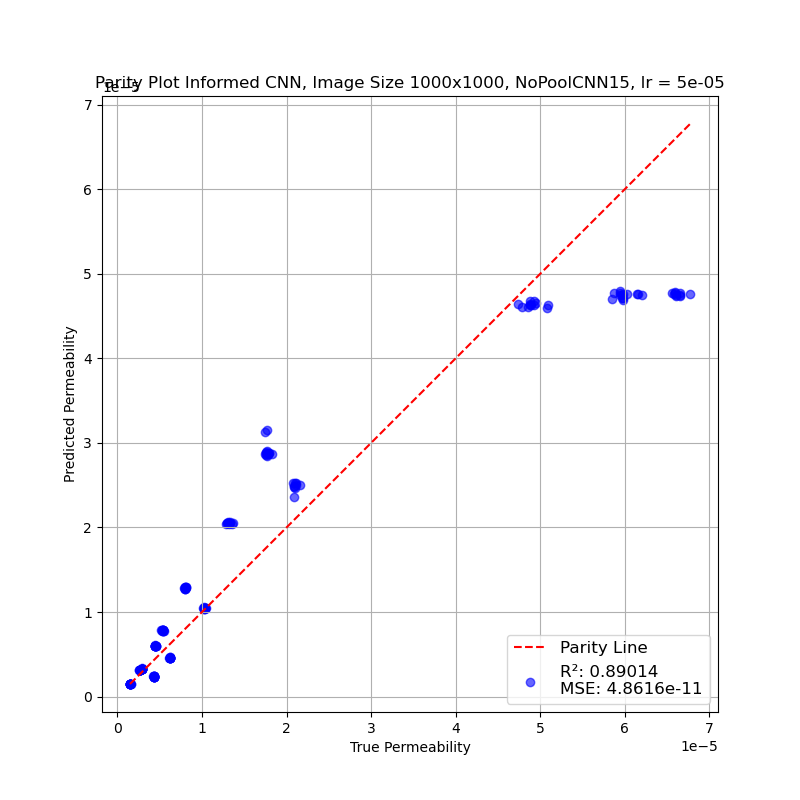 Parity Plot Informed CNN, Image Size 1000x1000, NoPoolCNN15, lr = 5e-05
1e−5
7
6
5
4
3
2
1
0
Predicted Permeability
Parity Line
R²: 0.89014
MSE: 4.8616e-11
0 1 2 3 4 5 6 7
True Permeability
1e−5